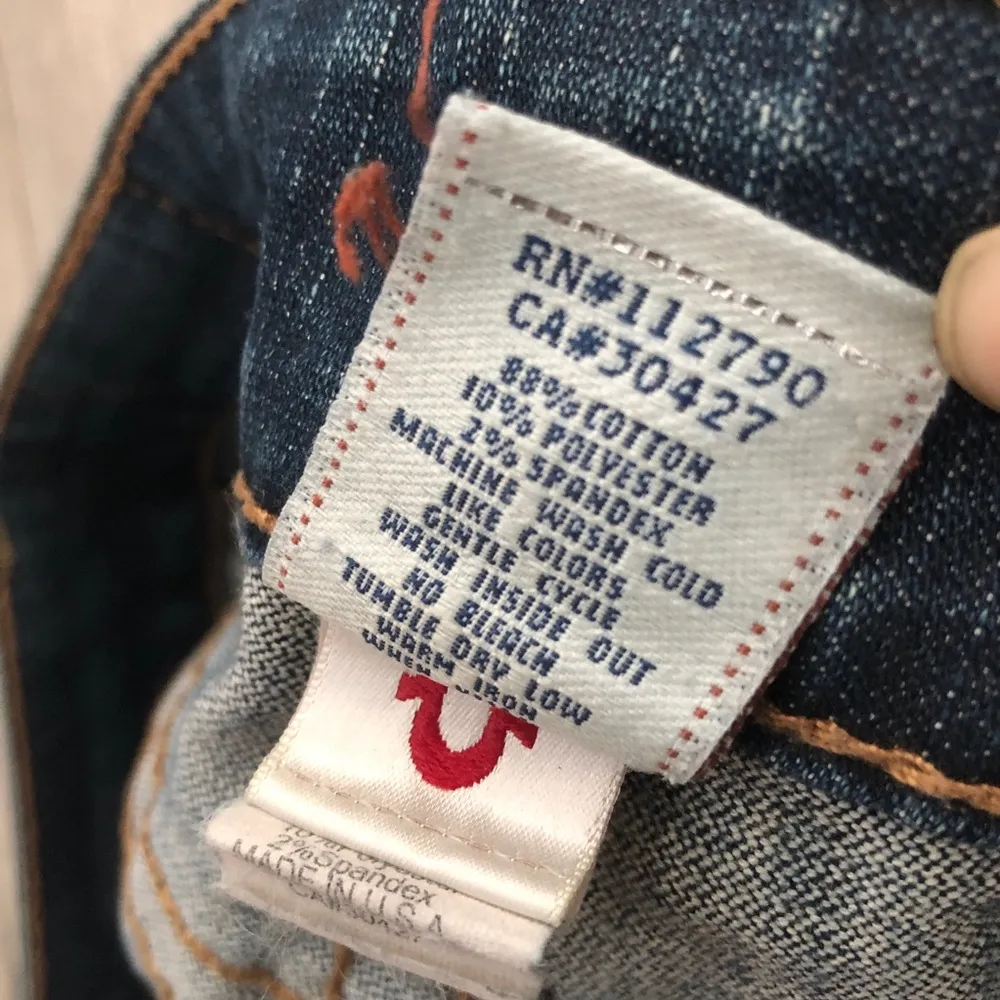 RN#112790
CA#30427
88% COTTON
10% POLYESTER
2% SPANDEX
MACHINE WASH COLD
LIKE COLORS
GENTLE CYCLE
WASH INSIDE OUT
NO BLEACH
TUMBLE DRY LOW
WARM IRON
WHEN
2%Spandex
MADE IN U.S.A